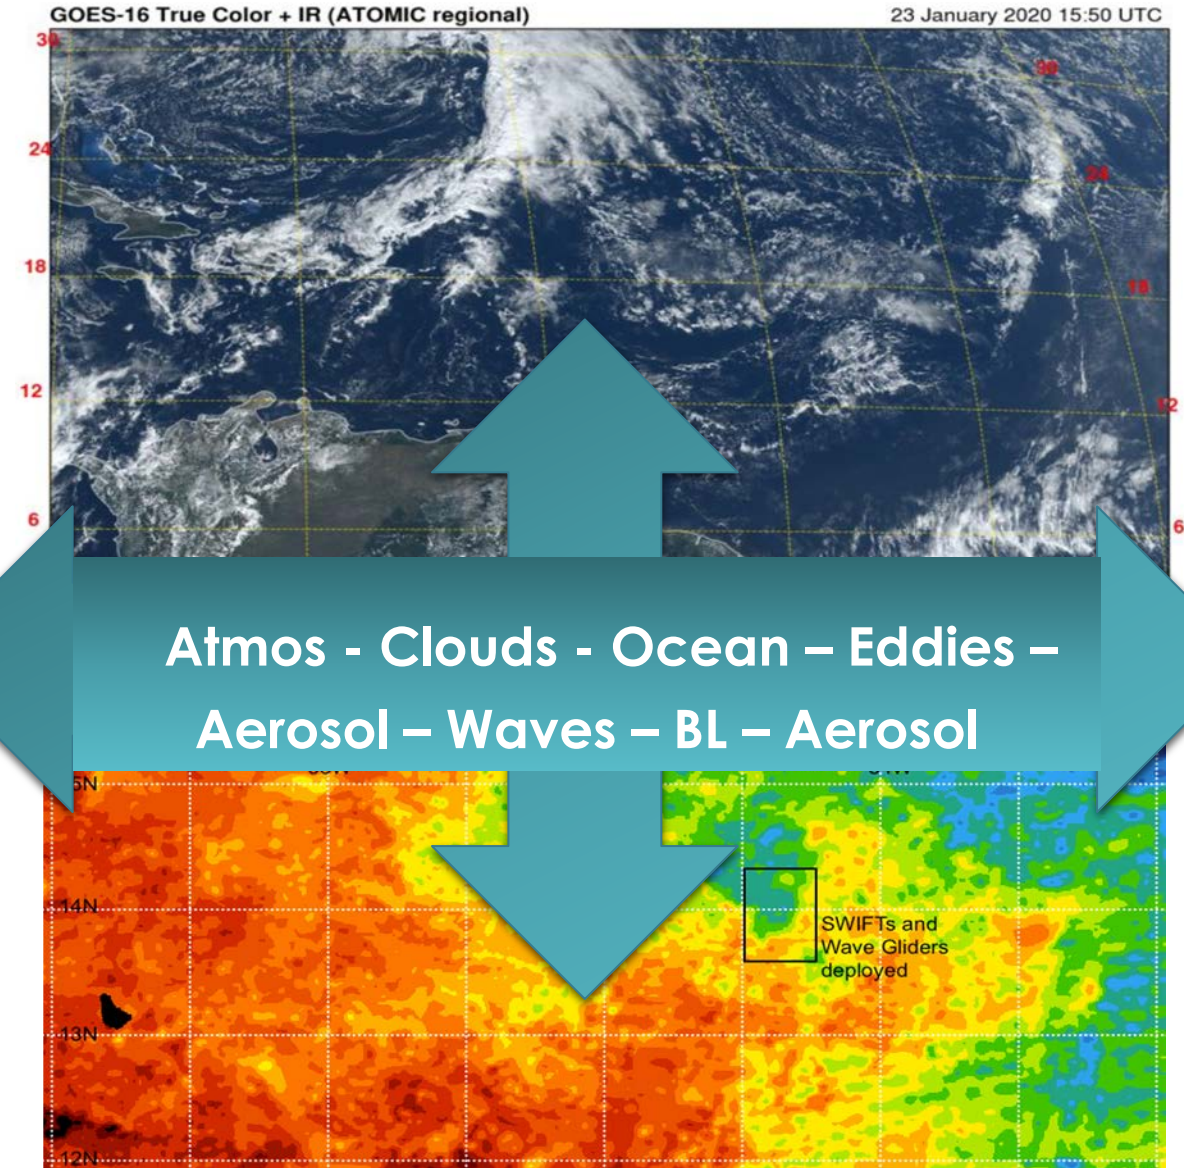 GOES-16 True Color + IR (ATOMIC regional) 23 January 2020 15:50 UTC
30
30
24
24
18
18
12
12
6
6
Atmos - Clouds - Ocean – Eddies –
Aerosol – Waves – BL – Aerosol
5N
14N
SWIFTs and
Wave Gliders
deployed
13N
12N